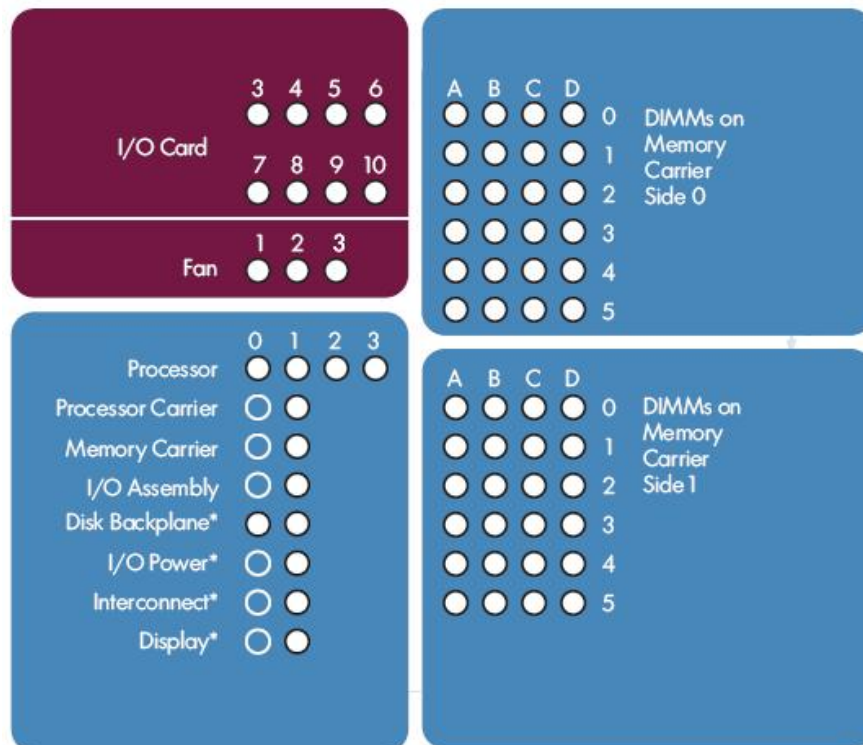 3 4 5 6
I/O Card
7 8 9 10
1 2 3
Fan
0 1 2 3
Processor
Processor Carrier
Memory Carrier
I/O Assembly
Disk Backplane*
I/O Power*
Interconnect*
Display*
A B C D
0
1
2
3
4
5
DIMMs on
Memory
Carrier
Side 0
A B C D
0
1
2
3
4
5
DIMMs on
Memory
Carrier
Side 1